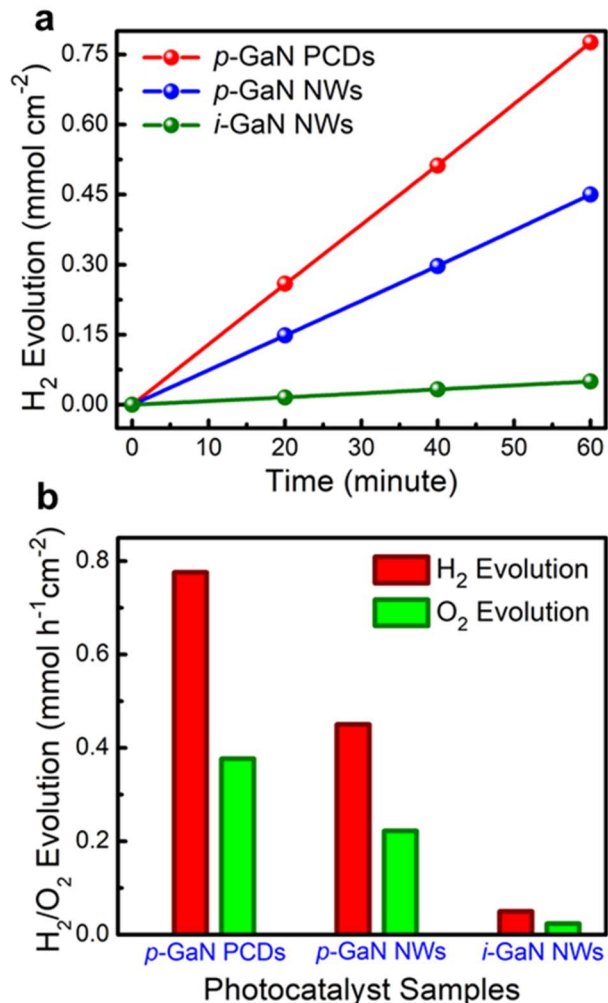 a
H₂ Evolution (mmol cm⁻²)
0.75
0.60
0.45
0.30
0.15
0.00
p-GaN PCDs
p-GaN NWs
i-GaN NWs
0 10 20 30 40 50 60
Time (minute)
b
H₂/O₂ Evolution (mmol h⁻¹cm⁻²)
0.8
0.6
0.4
0.2
0.0
H₂ Evolution
O₂ Evolution
p-GaN PCDs p-GaN NWs i-GaN NWs
Photocatalyst Samples